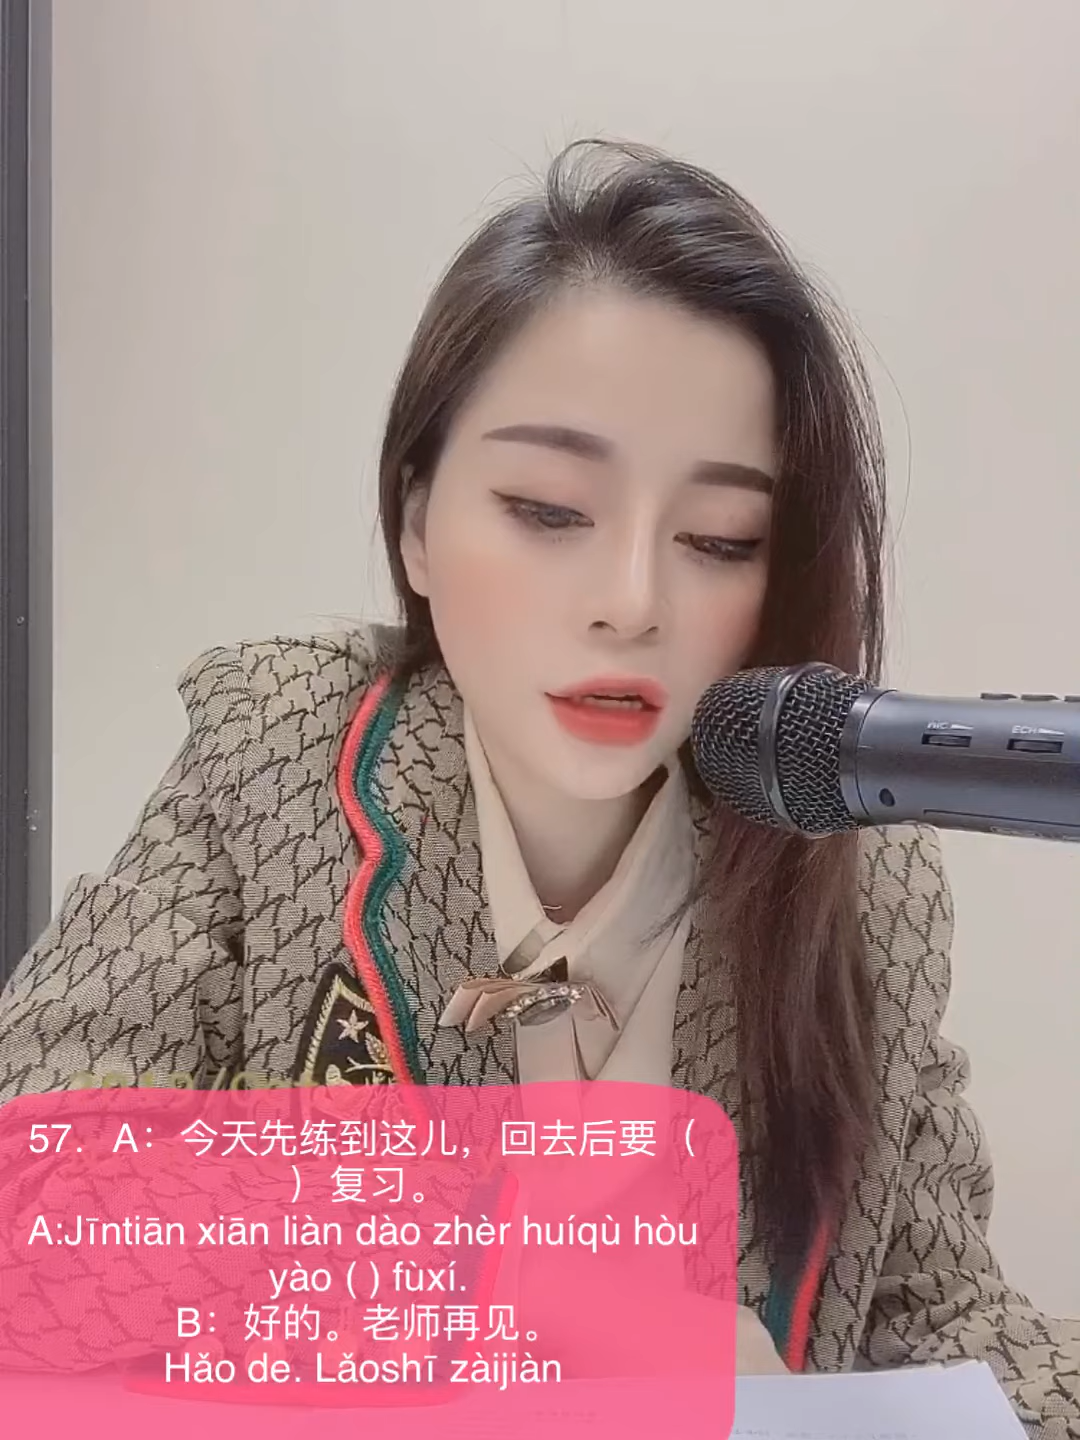 57．A：今天先练到这儿，回去后要（
）复习。
A:Jīntiān xiān liàn dào zhèr huíqù hòu
yào ( ) fùxí.
B：好的。老师再见。
Hǎo de. Lǎoshī zàijiàn
ECH